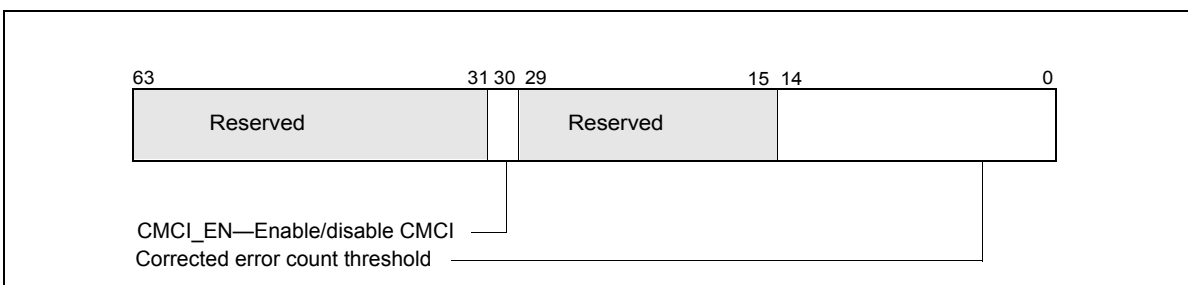 63 31 30 29 15 14 0
Reserved Reserved
CMCI_EN—Enable/disable CMCI
Corrected error count threshold